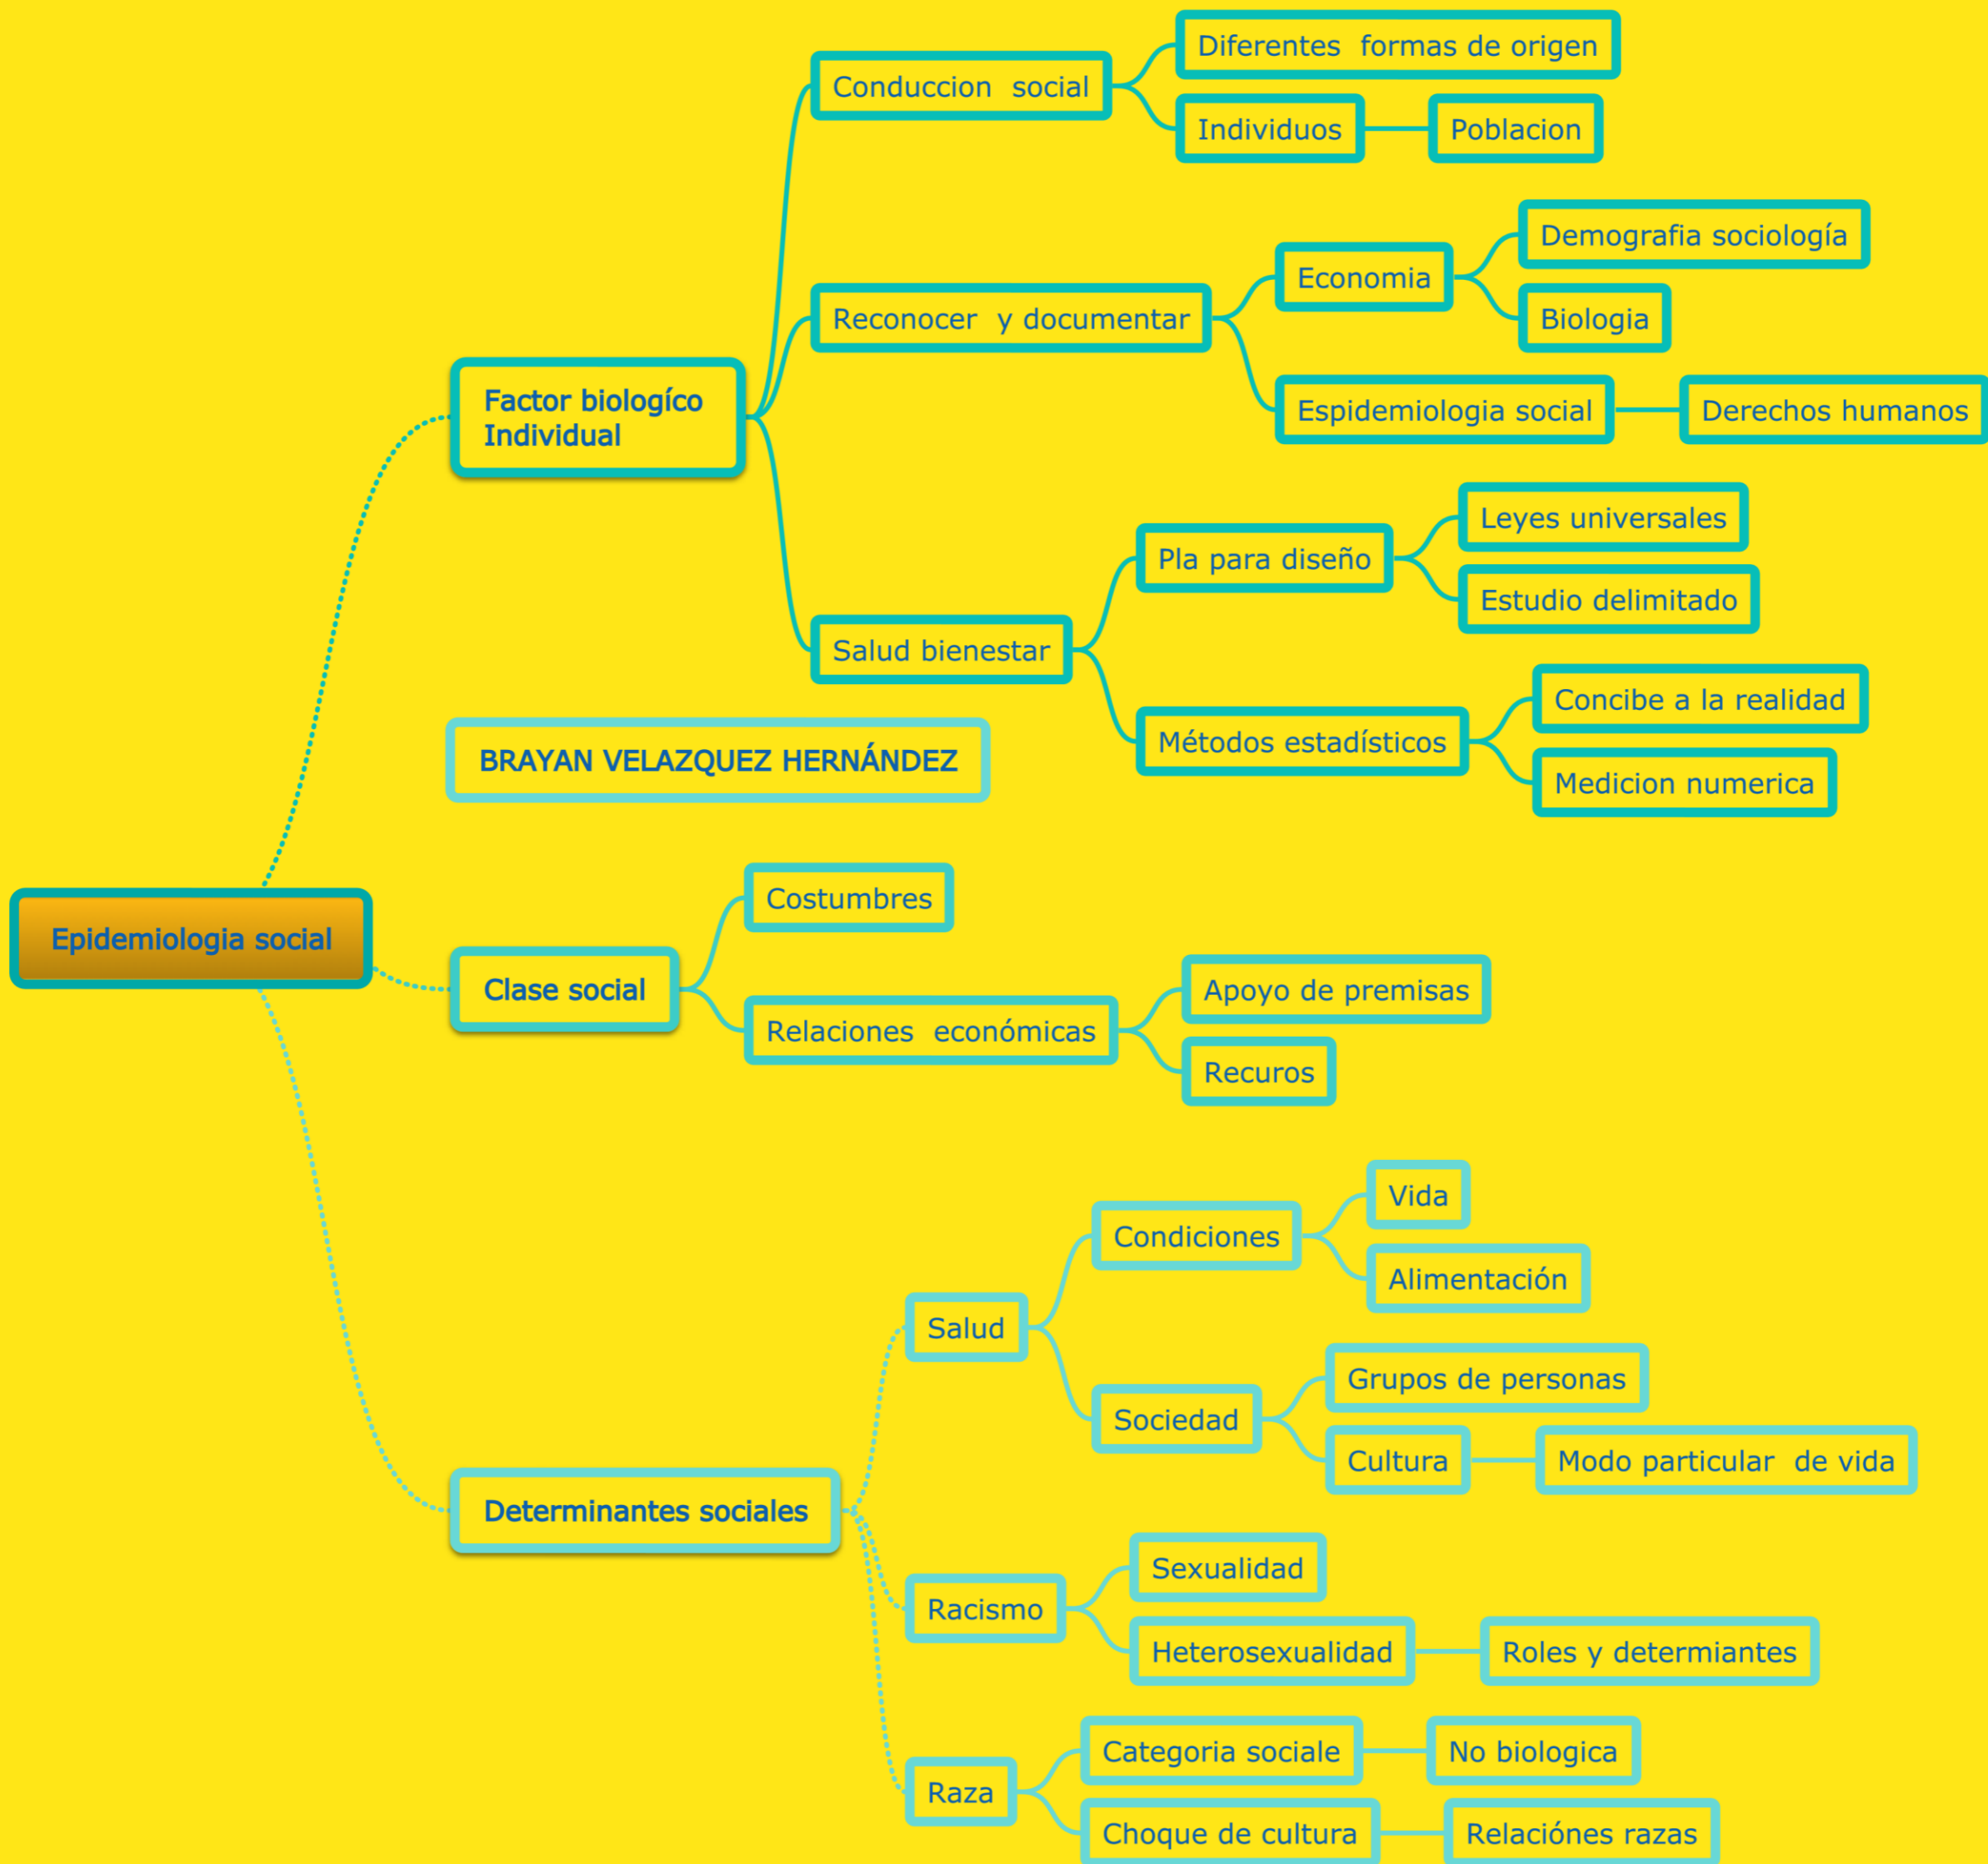 Epidemiologia social
Factor biologíco
Individual
Conduccion  social
Diferentes  formas de origen
Individuos
Poblacion
Reconocer  y documentar
Economia
Demografia sociología
Biologia
Espidemiologia social
Derechos humanos
Salud bienestar
Pla para diseño
Leyes universales
Estudio delimitado
Métodos estadísticos
Concibe a la realidad
Medicion numerica
BRAYAN VELAZQUEZ HERNÁNDEZ
Clase social
Costumbres
Relaciones  económicas
Apoyo de premisas
Recuros
Determinantes sociales
Salud
Condiciones
Vida
Alimentación
Sociedad
Grupos de personas
Cultura
Modo particular  de vida
Racismo
Sexualidad
Heterosexualidad
Roles y determiantes
Raza
Categoria sociale
No biologica
Choque de cultura
Relaciónes razas